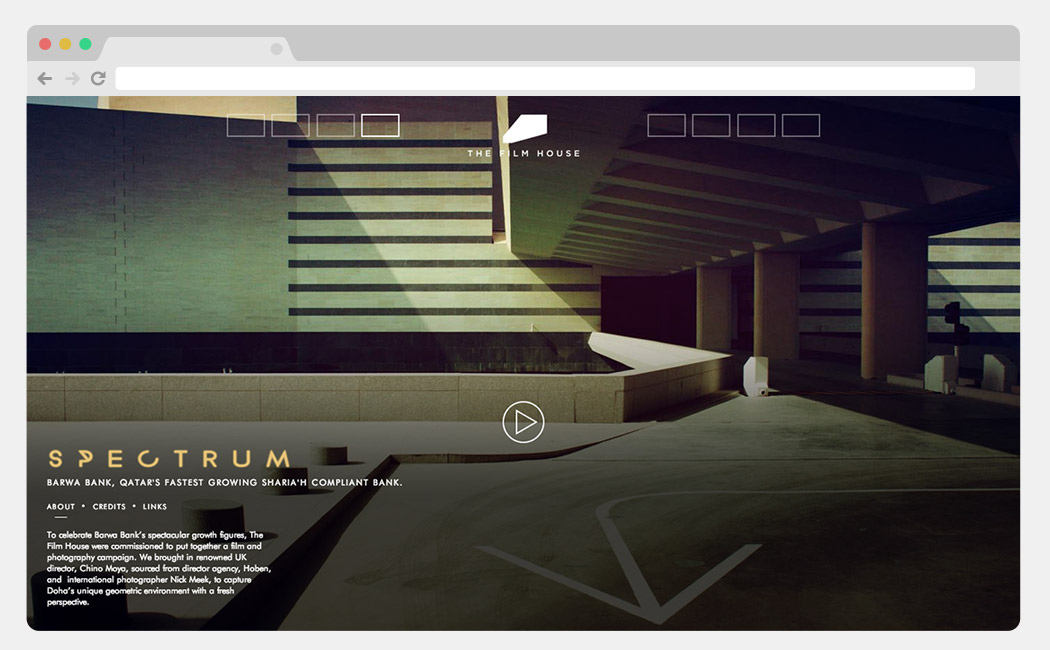 THE FILM HOUSE
SPECTRUM
BARWA BANK, QATAR'S FASTEST GROWING SHARIA'H COMPLIANT BANK.
ABOUT • CREDITS • LINKS
To celebrate Barwa Bank's spectacular growth figures, The
Film House were commissioned to put together a film and
photography campaign. We brought in renowned UK
director, Chino Moya, sourced from director agency, Hoben,
and international photographer Nick Meek, to capture
Doha's unique geometric environment with a fresh
perspective.